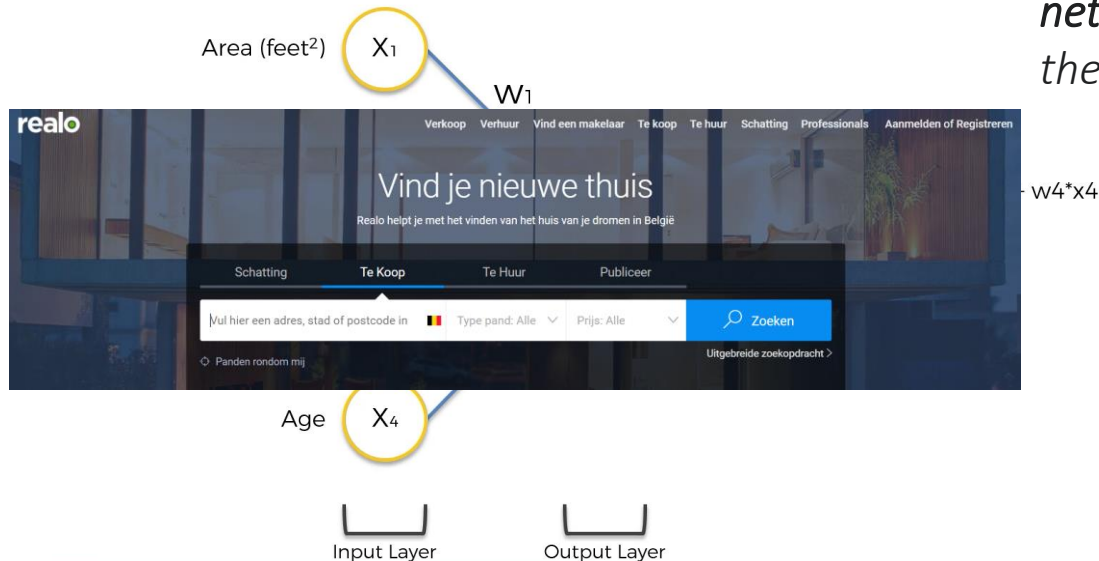 net
the
Area (feet²)
X₁
W₁
realo
Verkoop Verhuur Vind een makelaar Te koop Te huur Schatting Professionals Aanmelden of Registreren
Vind je nieuwe thuis
Realo helpt je met het vinden van het huis van je dromen in België
w4*x4
Schatting Te Koop Te Huur Publiceer
Vul hier een adres, stad of postcode in Type pand: Alle Prijs: Alle Zoeken
Panden rondom mij Uitgebreide zoekopdracht >
Age
X₄
Input Layer Output Layer